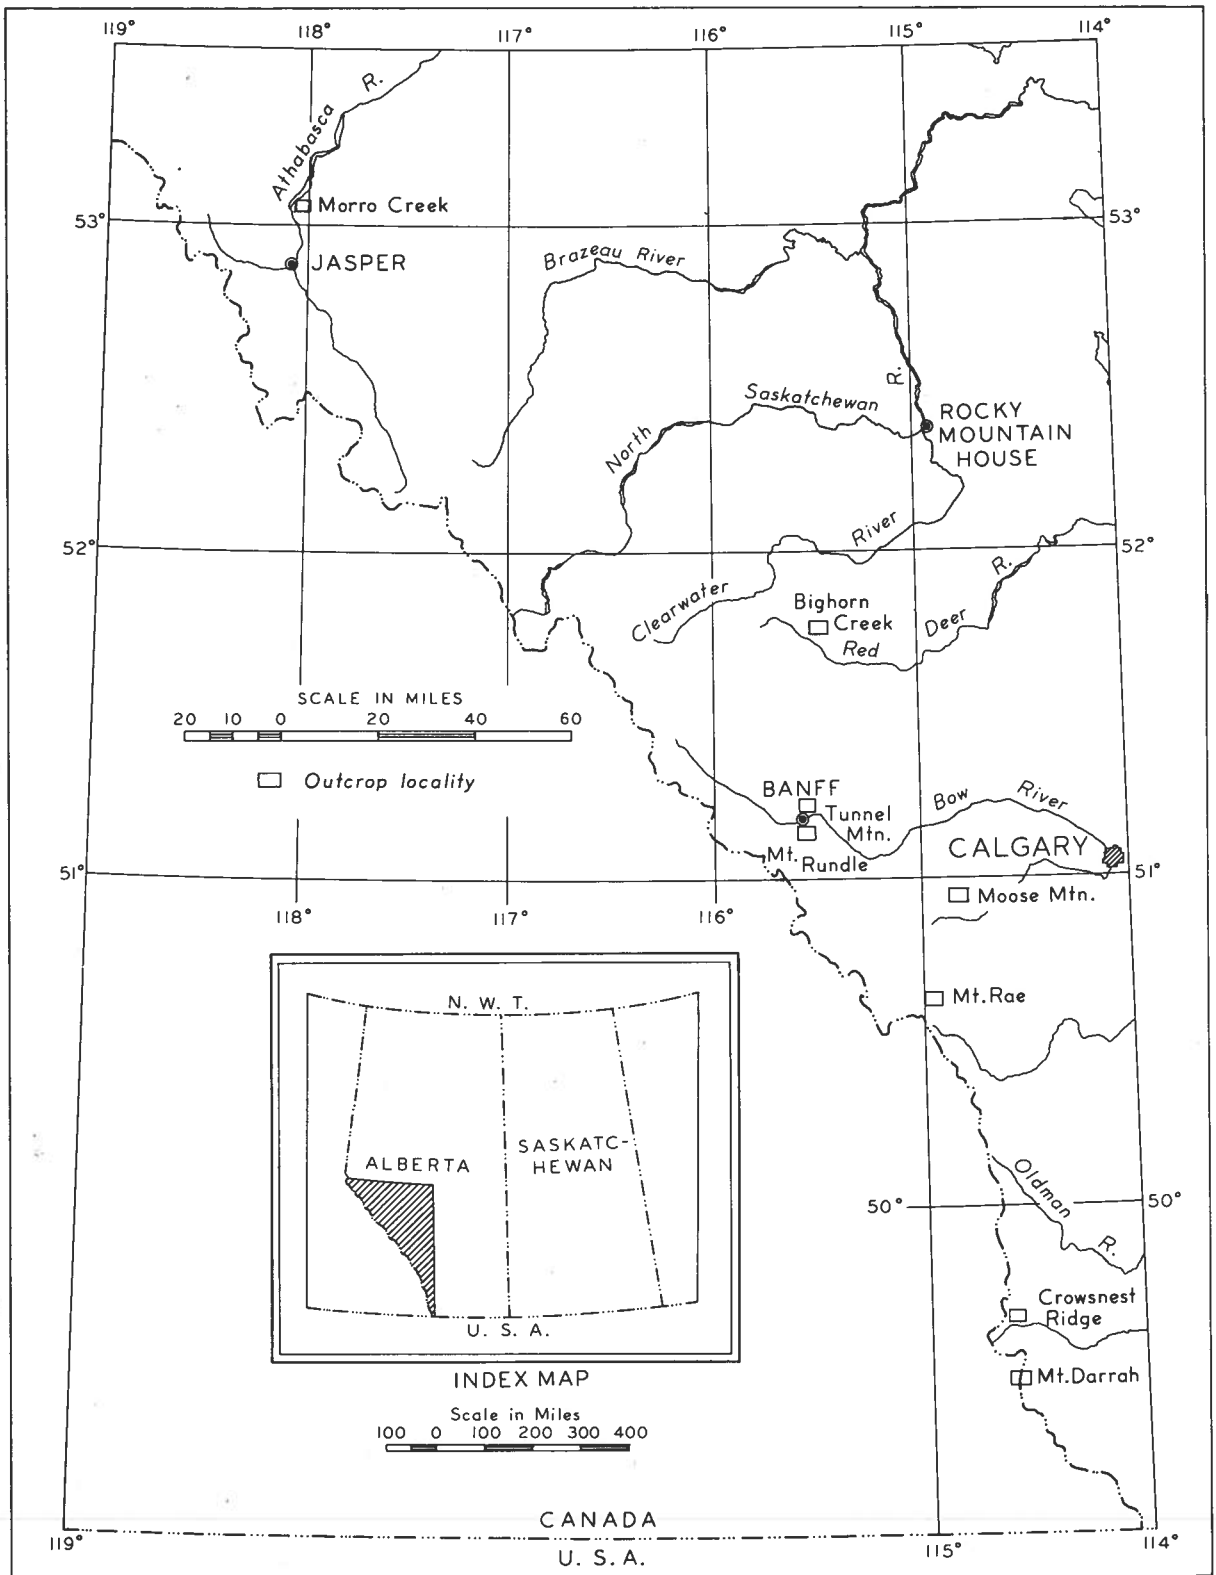 119° 118° 117° 116° 115° 114°
Athabasca R.
Morro Creek
53° 53°
JASPER
Brazeau River
Saskatchewan R.
North
ROCKY
MOUNTAIN
HOUSE
52° 52°
Clearwater River
Bighorn
Creek
Red Deer R.
SCALE IN MILES
20 10 0 20 40 60
Outcrop locality
BANFF
Tunnel
Mtn.
Mt.
Rundle
Bow River
CALGARY
51° 51°
Moose Mtn.
118° 117° 116°
Mt. Rae
N. W. T.
ALBERTA
SASKATC-
HEWAN
U. S. A.
INDEX MAP
Scale in Miles
100 0 100 200 300 400
Oldman R.
50° 50°
Crowsnest
Ridge
Mt. Darrah
CANADA
U. S. A.
119° 115° 114°